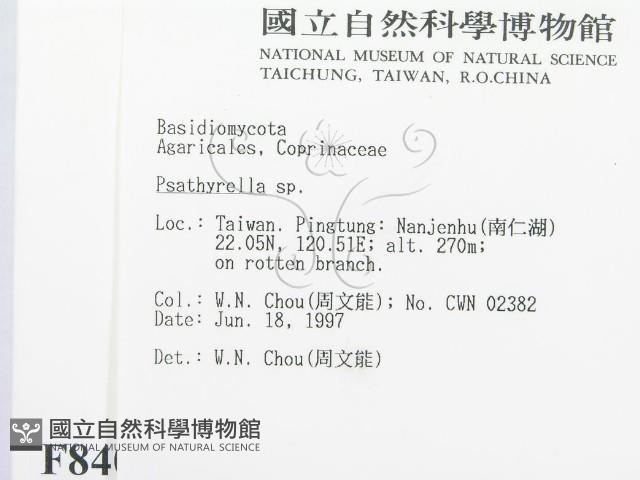 國立自然科學博物館
NATIONAL MUSEUM OF NATURAL SCIENCE
TAICHUNG, TAIWAN, R.O.CHINA
Basidiomycota
Agaricales, Coprinaceae
Psathyrella sp.
Loc.: Taiwan. Pingtung: Nanjenhu(南仁湖)
22.05N, 120.51E; alt. 270m;
on rotten branch.
Col.: W.N. Chou(周文能); No. CWN 02382
Date: Jun. 18, 1997
Det.: W.N. Chou(周文能)
國立自然科學博物館
NATIONAL MUSEUM OF NATURAL SCIENCE